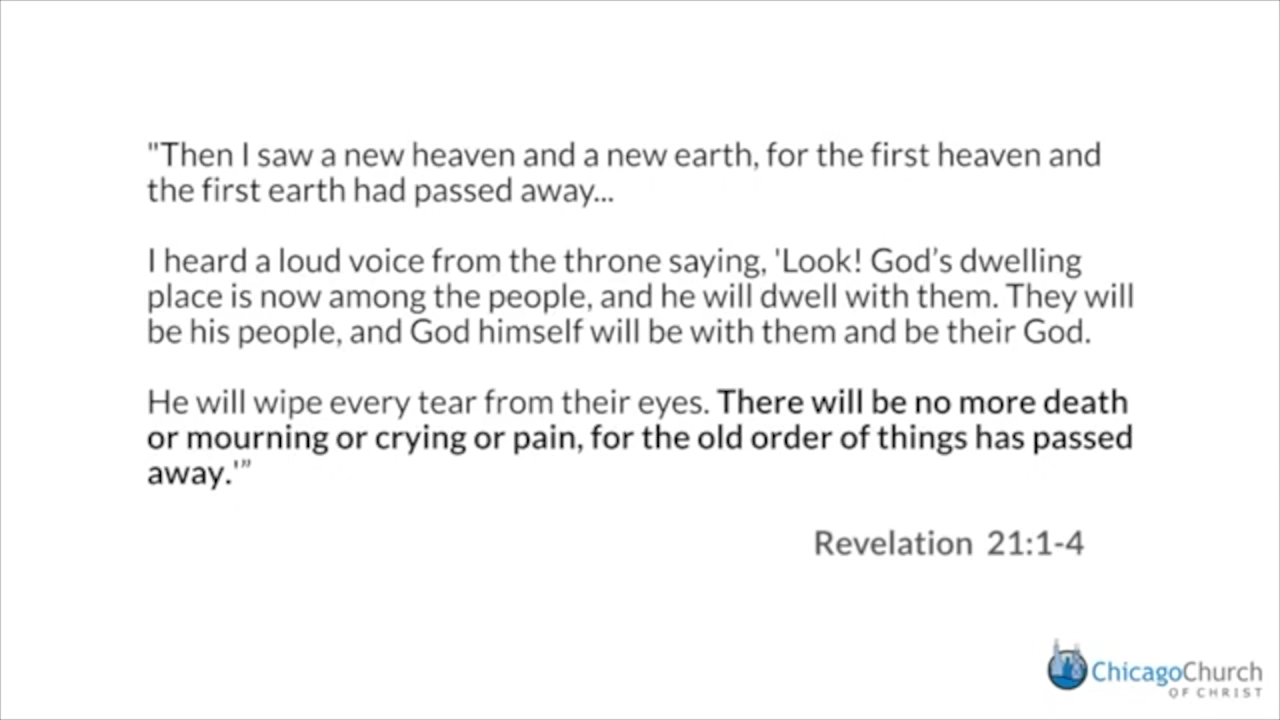 "Then I saw a new heaven and a new earth, for the first heaven and
the first earth had passed away...
I heard a loud voice from the throne saying, 'Look! God’s dwelling
place is now among the people, and he will dwell with them. They will
be his people, and God himself will be with them and be their God.
He will wipe every tear from their eyes. There will be no more death
or mourning or crying or pain, for the old order of things has passed
away.'”
Revelation 21:1-4
ChicagoChurch
OF CHRIST